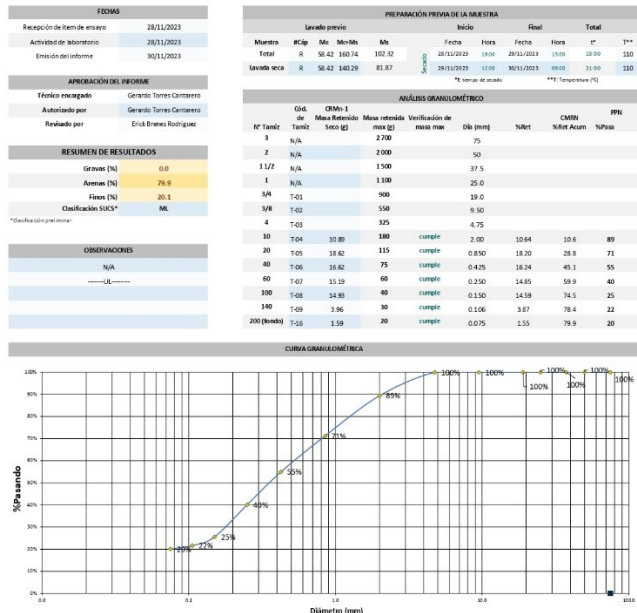 FECHAS
Recepción de ítem de ensayo 28/11/2023
Actividad de laboratorio 28/11/2023
Emisión del informe 30/11/2023
APROBACIÓN DEL INFORME
Técnico encargado Gerardo Torres Cantarero
Autorizado por Gerardo Torres Cantarero
Revisado por Erick Brenes Rodriguez
RESUMEN DE RESULTADOS
Gravas (%) 0.0
Arenas (%) 79.9
Finos (%) 20.1
Clasificación SUCS* ML
*Clasificación preliminar
OBSERVACIONES
N/A
------UL-------
PREPARACIÓN PREVIA DE LA MUESTRA
Lavado previo Inicio Final Total
Muestra #Cáp Mc Mc+Ms Ms Secado Fecha Hora Fecha Hora t* T**
Total R 58.42 160.74 102.32 28/11/2023 19:00 29/11/2023 13:00 18:00 110
Lavada seca R 58.42 140.29 81.87 29/11/2023 12:00 30/11/2023 09:00 21:00 110
*t: tiempo de secado **T: Temperatura (°C)
ANÁLISIS GRANULOMÉTRICO
N° Tamiz Cód. de Tamiz CRMn-1 Masa Retenido Seco (g) Masa retenida max (g) Verificación de masa max Día (mm) %Ret CMRN %Ret Acum PPN %Pasa
3 N/A 2 700 75
2 N/A 2 000 50
1 1/2 N/A 1 500 37.5
1 N/A 1 100 25.0
3/4 T-01 900 19.0
3/8 T-02 550 9.50
4 T-03 325 4.75
10 T-04 10.89 180 cumple 2.00 10.64 10.6 89
20 T-05 18.62 115 cumple 0.850 18.20 28.8 71
40 T-06 16.62 75 cumple 0.425 16.24 45.1 55
60 T-07 15.19 60 cumple 0.250 14.85 59.9 40
100 T-08 14.93 40 cumple 0.150 14.59 74.5 25
140 T-09 3.96 30 cumple 0.106 3.87 78.4 22
200 (fondo) T-16 1.59 20 cumple 0.075 1.55 79.9 20
CURVA GRANULOMÉTRICA
%Pasando
100%
90%
80%
70%
60%
50%
40%
30%
20%
10%
0%
100% 100% 100% 100% 100% 100%
89%
71%
55%
40%
25%
22%
20%
0.0 0.1 1.0 10.0 100.0
Diámetro (mm)